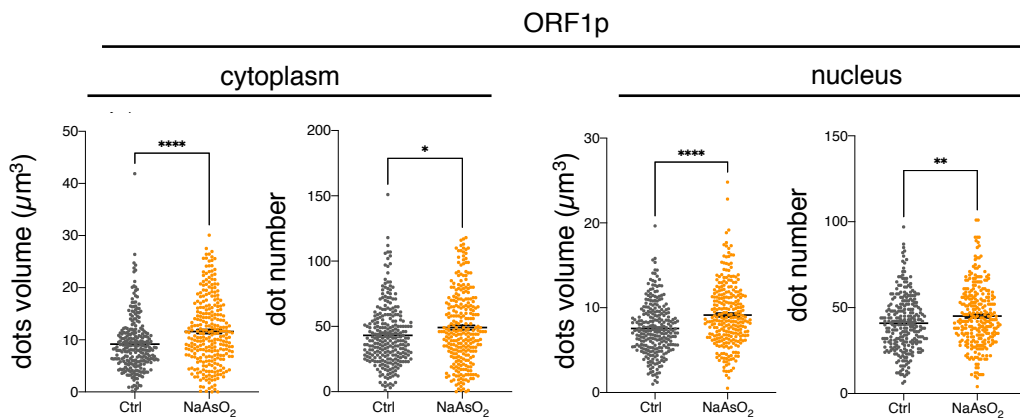 ORF1p
cytoplasm
nucleus
dots volume (µm³)
50
40
30
20
10
0
****
Ctrl
NaAsO₂
dot number
200
150
100
50
0
*
Ctrl
NaAsO₂
dots volume (µm³)
30
20
10
0
****
Ctrl
NaAsO₂
dot number
150
100
50
0
**
Ctrl
NaAsO₂